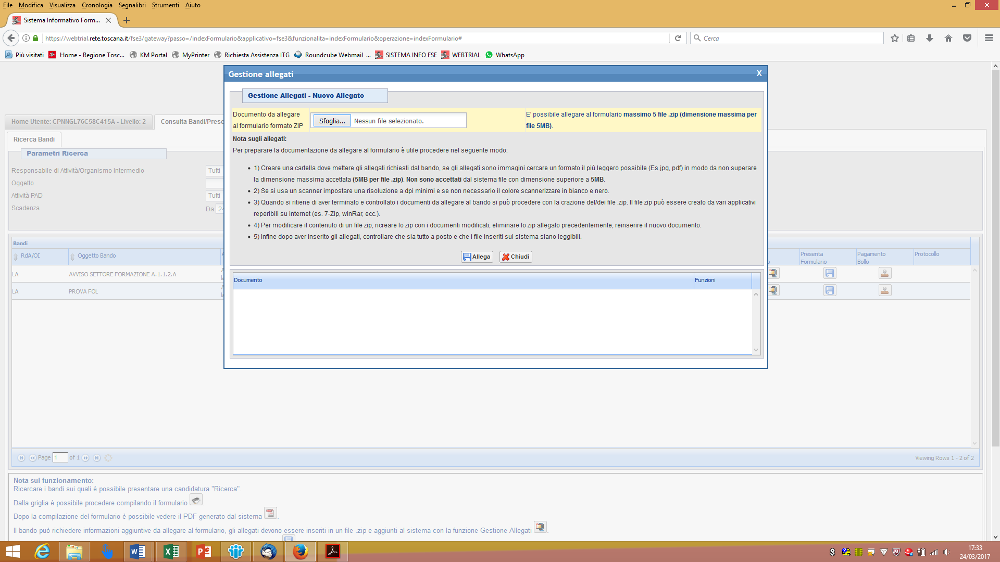 File Modifica Visualizza Cronologia Segnalibri Strumenti Aiuto
Sistema Informativo Form...
https://webtrial.rete.toscana.it/fse3/gateway?passo=/indexFormulario&applicativo=fse3&funzionalita=indexFormulario&operazione=indexFormulario#
Cerca
Più visitati Home - Regione Tosc... KM Portal MyPrinter Richiesta Assistenza ITG Roundcube Webmail ... SISTEMA INFO FSE WEBTRIAL WhatsApp
Gestione allegati X
Gestione Allegati - Nuovo Allegato
Documento da allegare
al formulario formato ZIP
Sfoglia... Nessun file selezionato.
E' possibile allegare al formulario massimo 5 file .zip (dimensione massima per
file 5MB).
Nota sugli allegati:
Per preparare la documentazione da allegare al formulario è utile procedere nel seguente modo:
• 1) Creare una cartella dove mettere gli allegati richiesti dal bando, se gli allegati sono immagini cercare un formato il più leggero possibile (Es.jpg, pdf) in modo da non superare
la dimensione massima accettata (5MB per file .zip). Non sono accettati dal sistema file con dimensione superiore a 5MB.
• 2) Se si usa un scanner impostare una risoluzione a dpi minimi e se non necessario il colore scannerizzare in bianco e nero.
• 3) Quando si ritiene di aver terminato e controllato i documenti da allegare al bando si può procedere con la crazione del/dei file .zip. Il file zip può essere creato da vari applicativi
reperibili su internet (es. 7-Zip, winRar, ecc.).
• 4) Per modificare il contenuto di un file zip, ricreare lo zip con i documenti modificati, eliminare lo zip allegato precedentemente, reinserire il nuovo documento.
• 5) Infine dopo aver inserito gli allegati, controllare che sia tutto a posto e che i file inseriti sul sistema siano leggibili.
Allega Chiudi
Documento Funzioni
Home Utente: CPNNGL76C58C415A - Livello: 2 Consulta Bandi/Prese
Ricerca Bandi
Parametri Ricerca
Responsabile di Attività/Organismo Intermedio Tutti
Oggetto
Attività PAD Tutti
Scadenza Da 24
Bandi
RdA/OI Oggetto Bando Presenta Formulario Pagamento Bollo Protocollo
LA AVVISO SETTORE FORMAZIONE A.1.1.2.A
LA PROVA FOL
Page 1 of 1 Viewing Rows 1 - 2 of 2
Nota sul funzionamento:
Ricercare i bandi sui quali è possibile presentare una candidatura "Ricerca".
Dalla griglia è possibile procedere compilando il formulario .
Dopo la compilazione del formulario è possibile vedere il PDF generato dal sistema .
Il bando può richiedere informazioni aggiuntive da allegare al formulario, gli allegati devono essere inseriti in un file .zip e aggiunti al sistema con la funzione Gestione Allegati .
17:33
24/03/2017